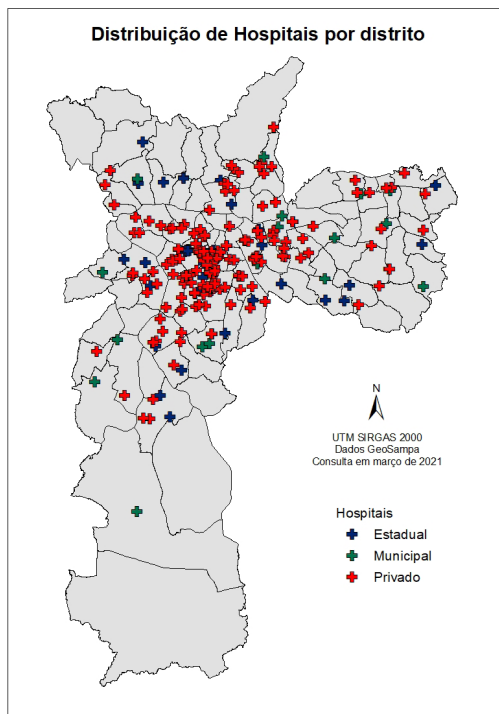 Distribuição de Hospitais por distrito
N
UTM SIRGAS 2000
Dados GeoSampa
Consulta em março de 2021
Hospitais
Estadual
Municipal
Privado